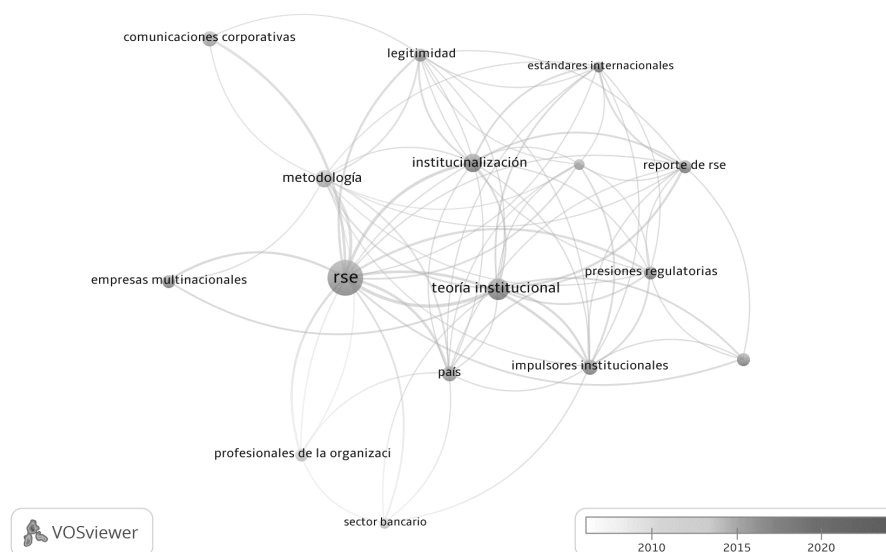 comunicaciones corporativas
legitimidad
estándares internacionales
institucinalización
reporte de rse
metodología
rse
empresas multinacionales
teoría institucional
presiones regulatorias
país
impulsores institucionales
profesionales de la organizaci
sector bancario
VOSviewer
2010 2015 2020